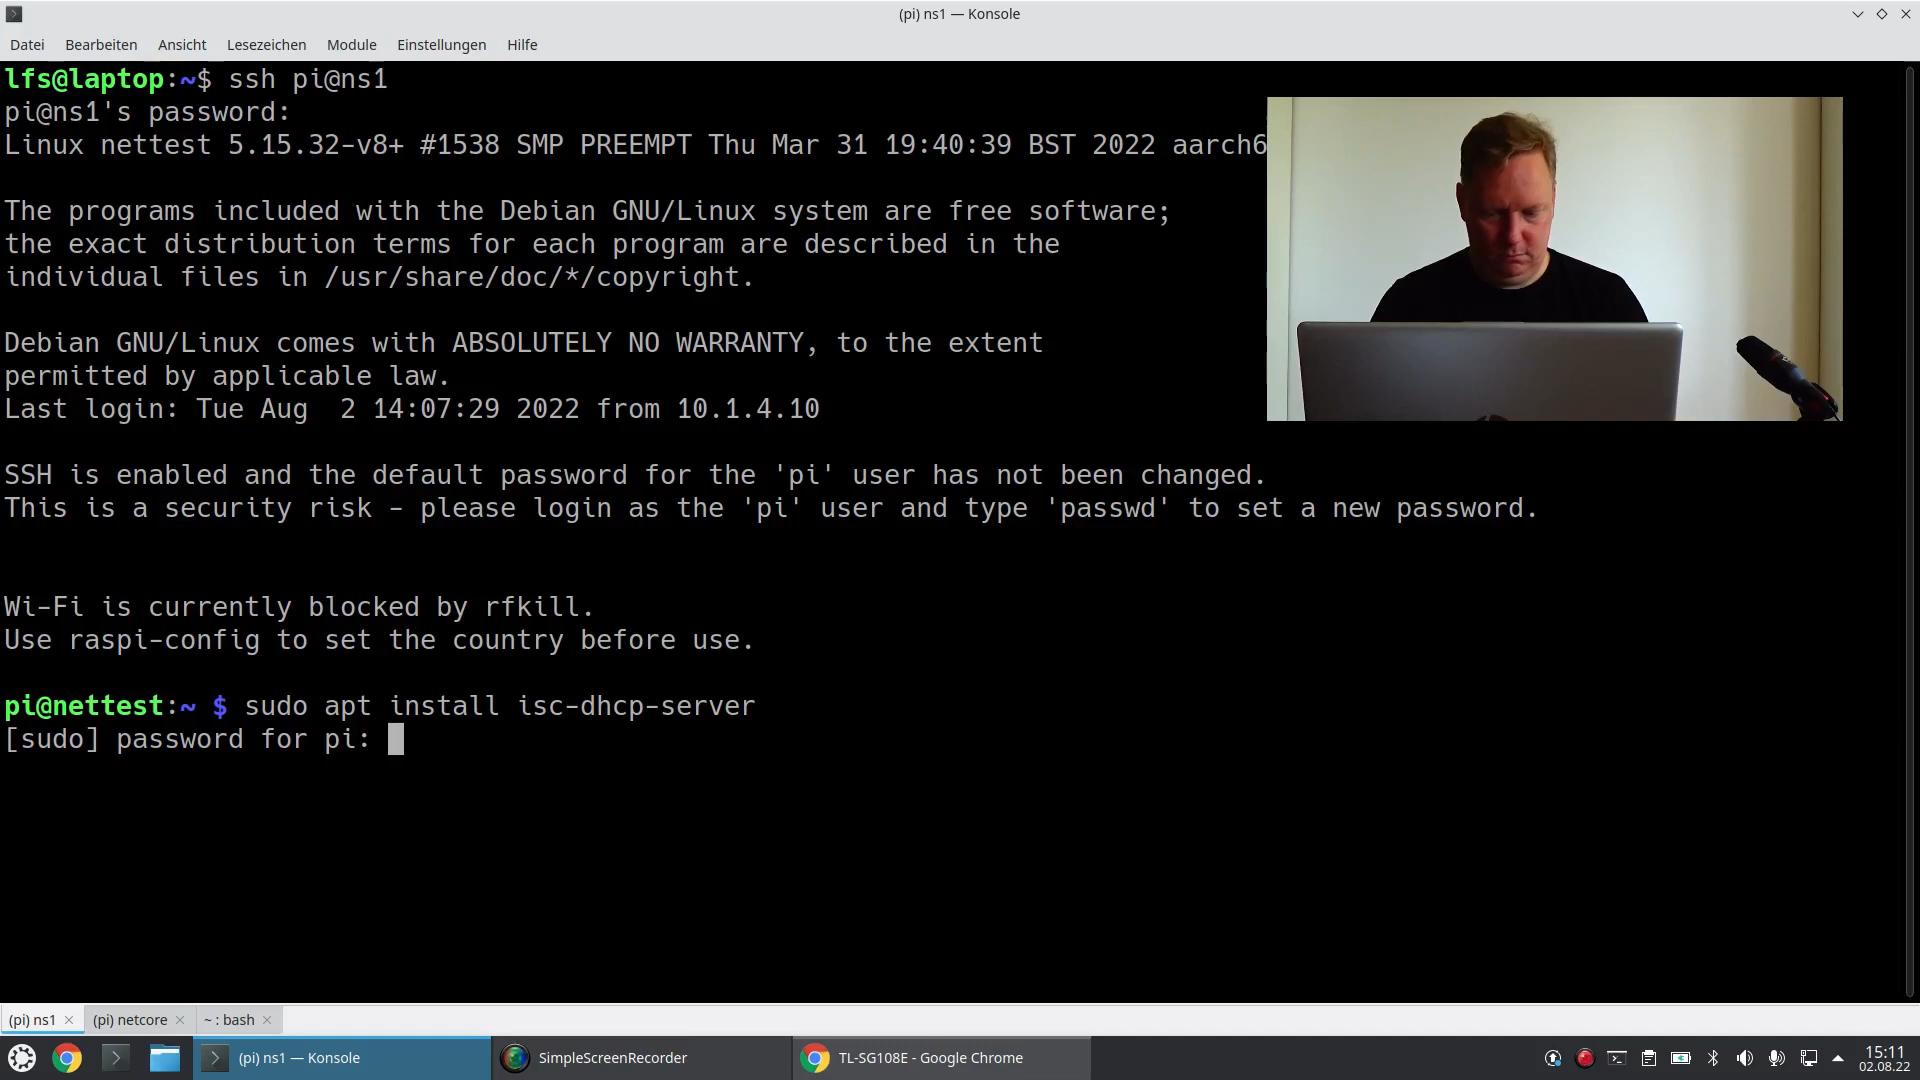 (pi) ns1 — Konsole
Datei Bearbeiten Ansicht Lesezeichen Module Einstellungen Hilfe
lfs@laptop:~$ ssh pi@ns1
pi@ns1's password:
Linux nettest 5.15.32-v8+ #1538 SMP PREEMPT Thu Mar 31 19:40:39 BST 2022 aarch6
The programs included with the Debian GNU/Linux system are free software;
the exact distribution terms for each program are described in the
individual files in /usr/share/doc/*/copyright.
Debian GNU/Linux comes with ABSOLUTELY NO WARRANTY, to the extent
permitted by applicable law.
Last login: Tue Aug  2 14:07:29 2022 from 10.1.4.10
SSH is enabled and the default password for the 'pi' user has not been changed.
This is a security risk - please login as the 'pi' user and type 'passwd' to set a new password.
Wi-Fi is currently blocked by rfkill.
Use raspi-config to set the country before use.
pi@nettest:~ $ sudo apt install isc-dhcp-server
[sudo] password for pi:
(pi) ns1 (pi) netcore ~ : bash
(pi) ns1 — Konsole SimpleScreenRecorder TL-SG108E - Google Chrome 15:11
02.08.22